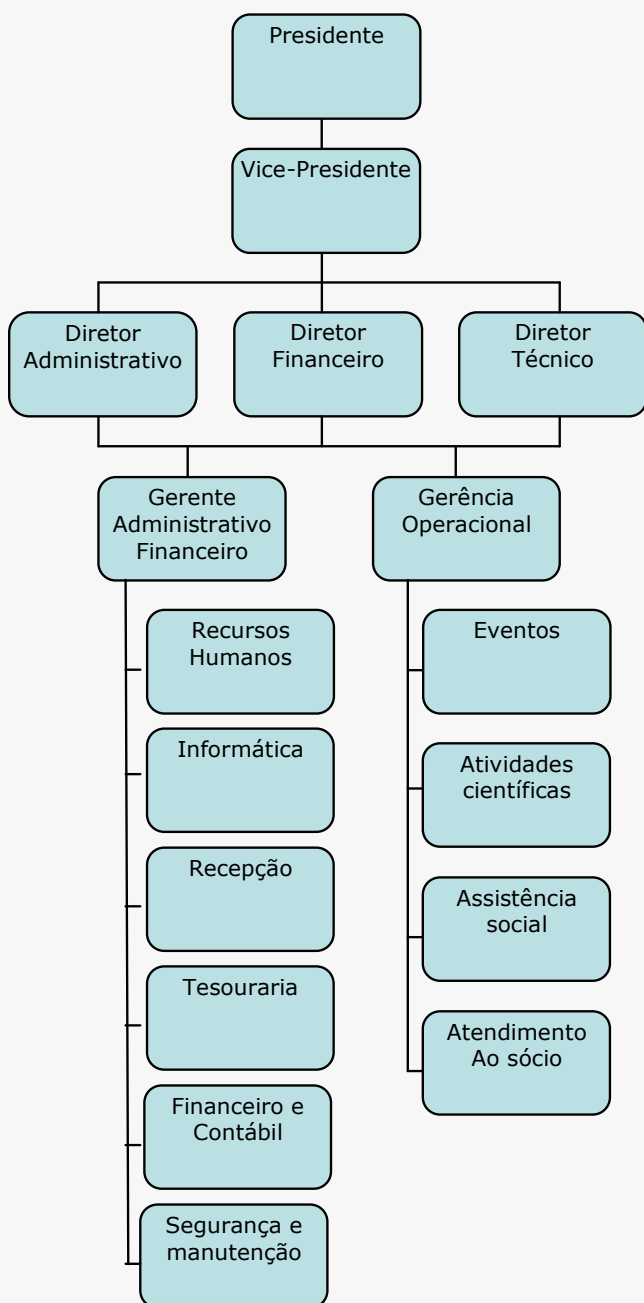 Presidente
Vice-Presidente
Diretor
Administrativo
Diretor
Financeiro
Diretor
Técnico
Gerente
Administrativo
Financeiro
Gerência
Operacional
Recursos
Humanos
Informática
Recepção
Tesouraria
Financeiro e
Contábil
Segurança e
manutenção
Eventos
Atividades
científicas
Assistência
social
Atendimento
Ao sócio